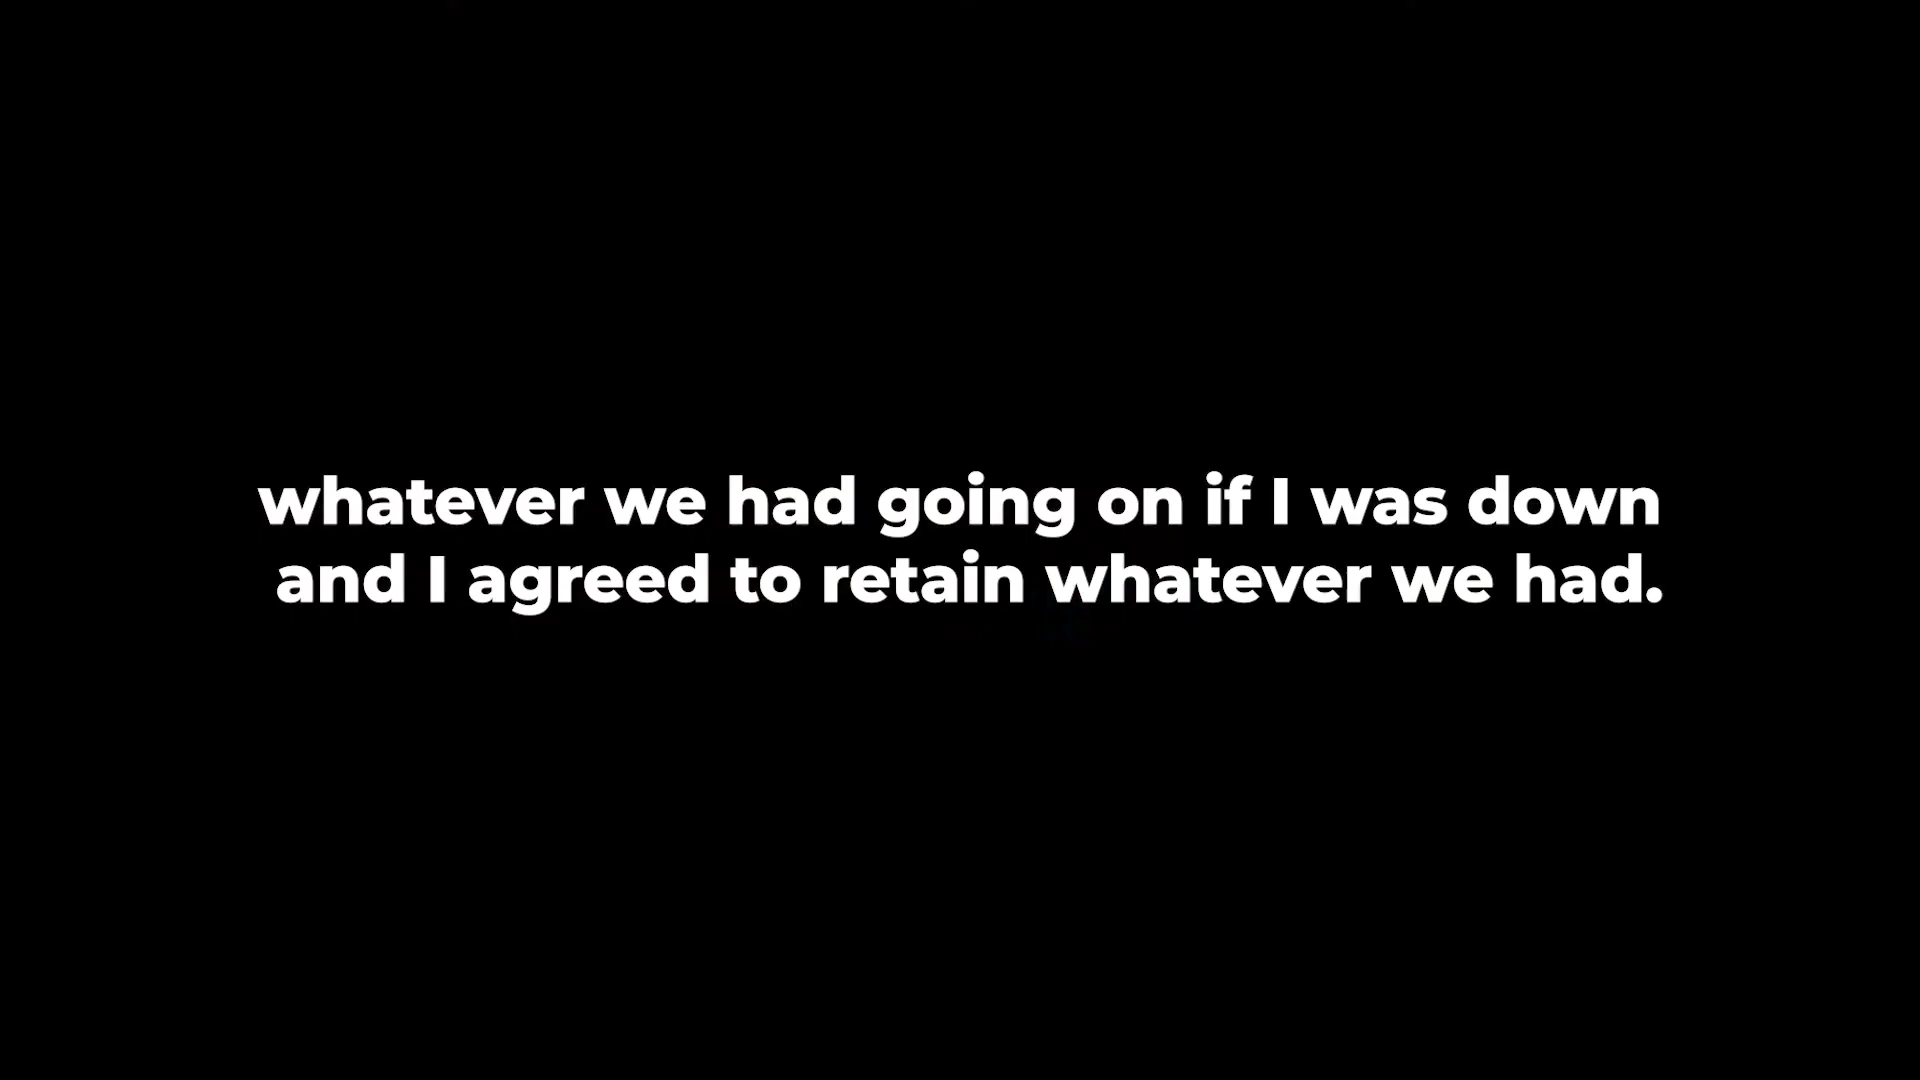 whatever we had going on if I was down
and I agreed to retain whatever we had.